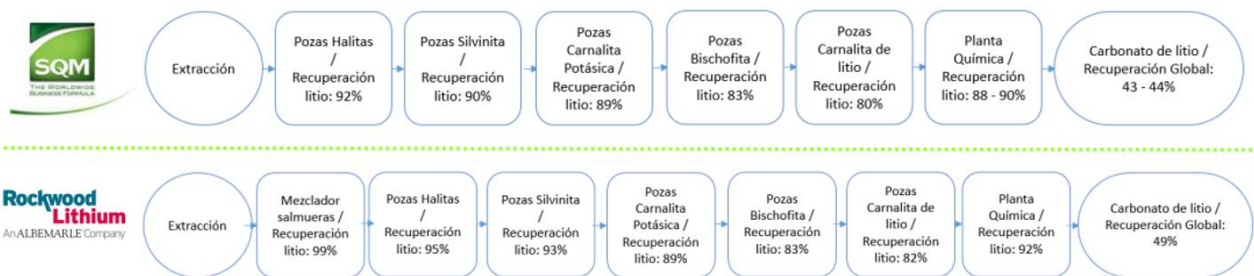 SQM
THE WORLDWIDE
BUSINESS FORMULA
Extracción
Pozas Halitas
/
Recuperación
litio: 92%
Pozas Silvinita
/
Recuperación
litio: 90%
Pozas
Carnalita
Potásica /
Recuperación
litio: 89%
Pozas
Bischofita /
Recuperación
litio: 83%
Pozas
Carnalita de
litio /
Recuperación
litio: 80%
Planta
Química /
Recuperación
litio: 88 - 90%
Carbonato de litio /
Recuperación Global:
43 - 44%
Rockwood
Lithium
An ALBEMARLE Company
Extracción
Mezclador
salmueras /
Recuperación
litio: 99%
Pozas Halitas
/
Recuperación
litio: 95%
Pozas Silvinita
/
Recuperación
litio: 93%
Pozas
Carnalita
Potásica /
Recuperación
litio: 89%
Pozas
Bischofita /
Recuperación
litio: 83%
Pozas
Carnalita de
litio /
Recuperación
litio: 82%
Planta
Química /
Recuperación
litio: 92%
Carbonato de litio /
Recuperación Global:
49%